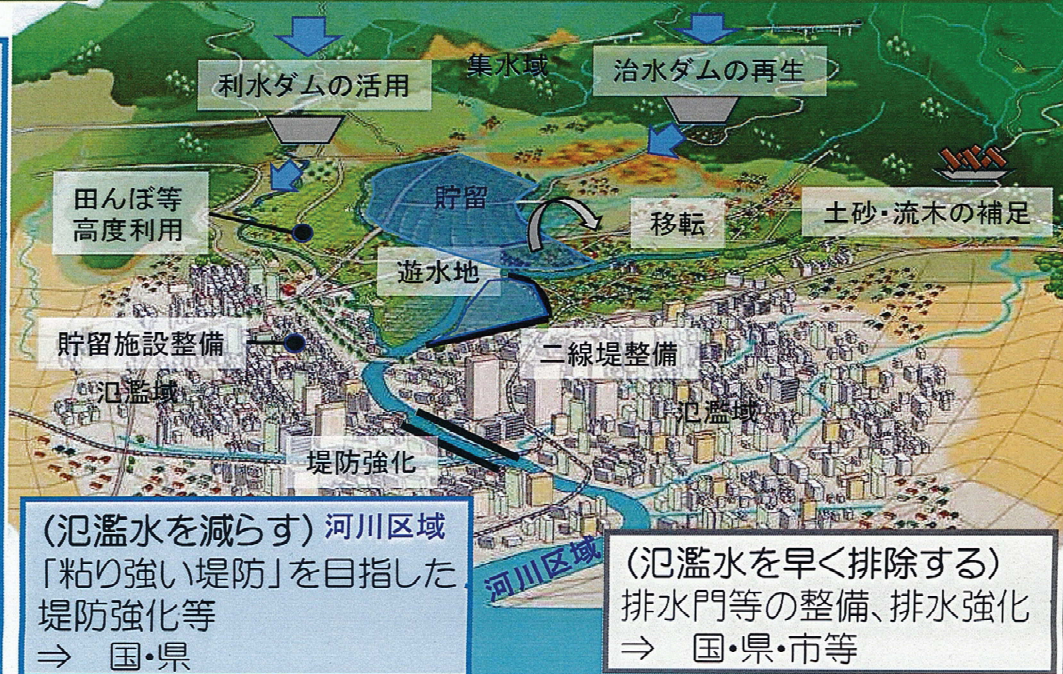 集水域
利水ダムの活用
治水ダムの再生
田んぼ等
高度利用
貯留
移転
土砂・流木の補足
遊水地
貯留施設整備
二線堤整備
氾濫域
氾濫域
堤防強化
(氾濫水を減らす) 河川区域
「粘り強い堤防」を目指した
堤防強化等
⇒ 国・県
河川区域
(氾濫水を早く排除する)
排水門等の整備、排水強化
⇒ 国・県・市等